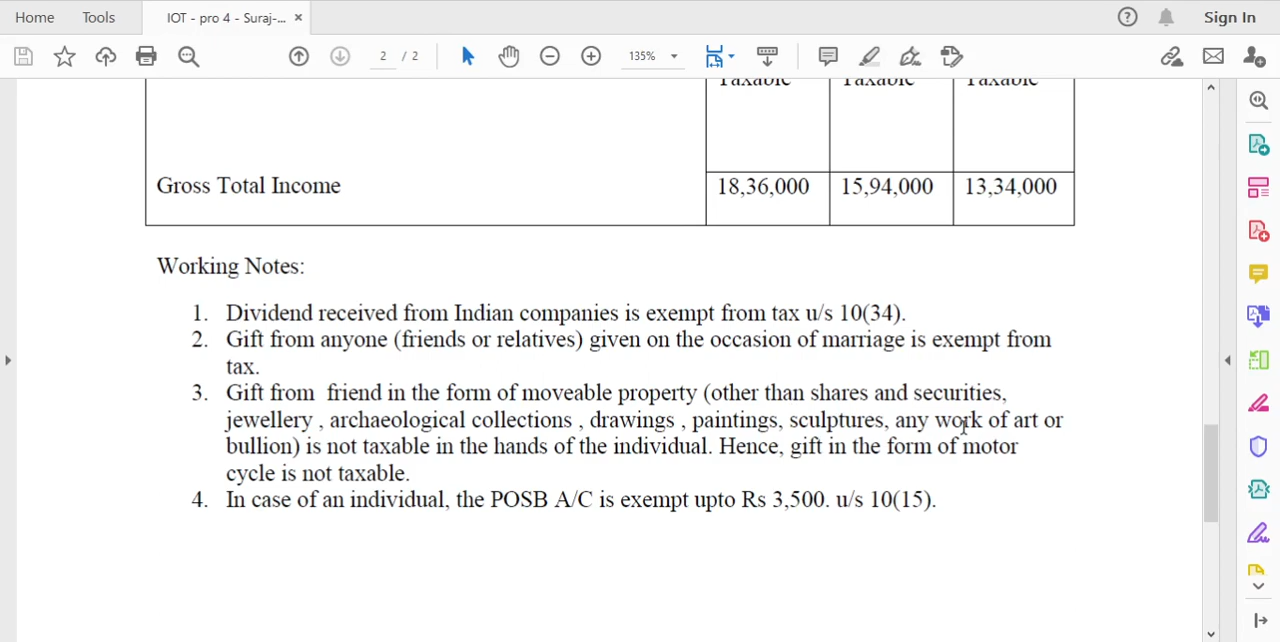 Home Tools IOT - pro 4 - Suraj-... × Sign In
2 / 2 135%
Taxable Taxable Taxable
Gross Total Income 18,36,000 15,94,000 13,34,000
Working Notes:
1. Dividend received from Indian companies is exempt from tax u/s 10(34).
2. Gift from anyone (friends or relatives) given on the occasion of marriage is exempt from
tax.
3. Gift from friend in the form of moveable property (other than shares and securities,
jewellery , archaeological collections , drawings , paintings, sculptures, any work of art or
bullion) is not taxable in the hands of the individual. Hence, gift in the form of motor
cycle is not taxable.
4. In case of an individual, the POSB A/C is exempt upto Rs 3,500. u/s 10(15).